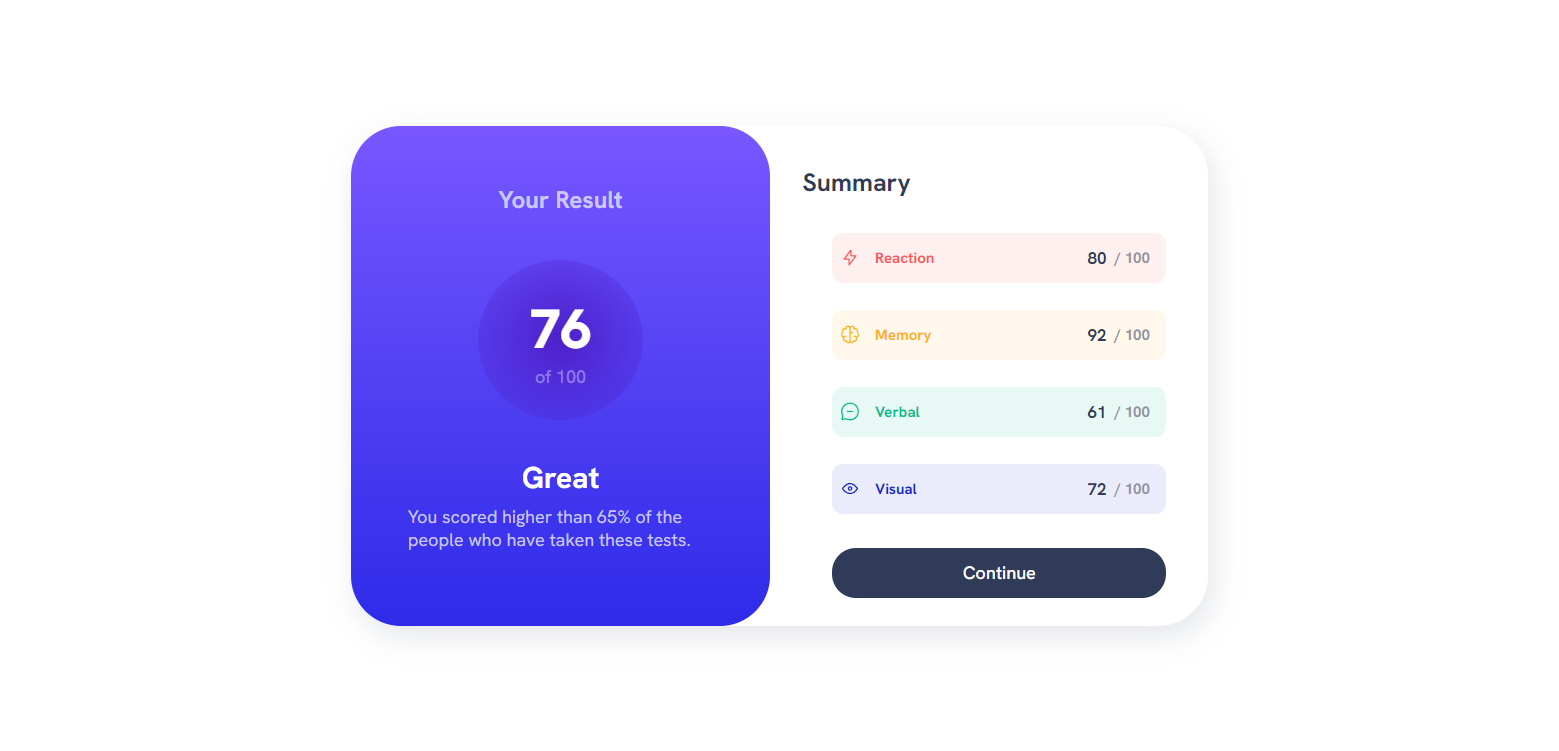 Your Result
76
of 100
Great
You scored higher than 65% of the
people who have taken these tests.
Summary
Reaction 80 / 100
Memory 92 / 100
Verbal 61 / 100
Visual 72 / 100
Continue